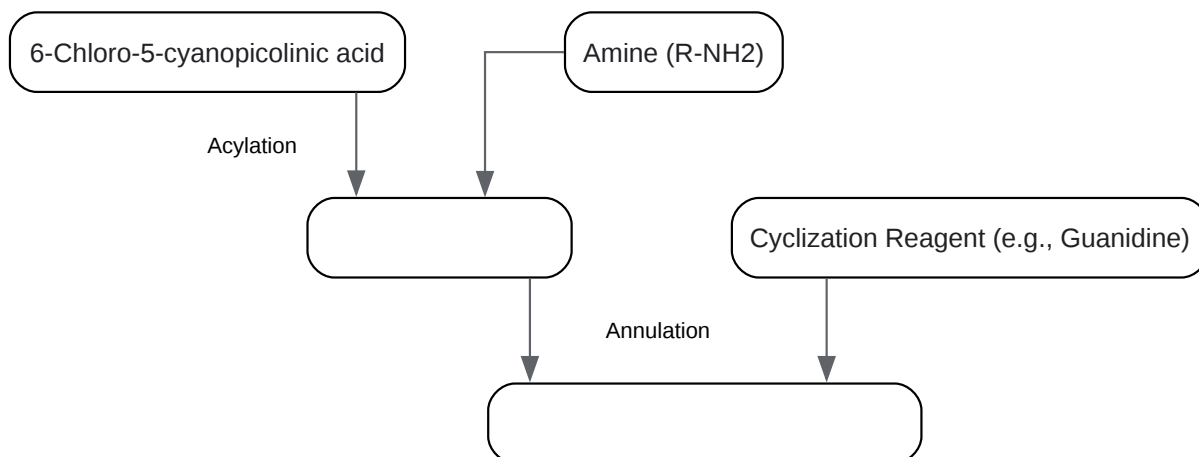 6-Chloro-5-cyanopicolinic acid
Amine (R-NH2)
Acylation
Cyclization Reagent (e.g., Guanidine)
Annulation